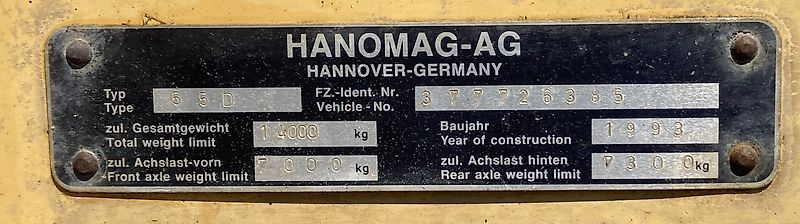 HANOMAG-AG
HANNOVER-GERMANY
Typ 55D FZ.-Ident. Nr. 377726385
Type Vehicle-No.
zul. Gesamtgewicht 14000 kg Baujahr 1993
Total weight limit Year of construction
zul. Achslast-vorn 7000 kg zul. Achslast hinten 7300 kg
Front axle weight limit Rear axle weight limit